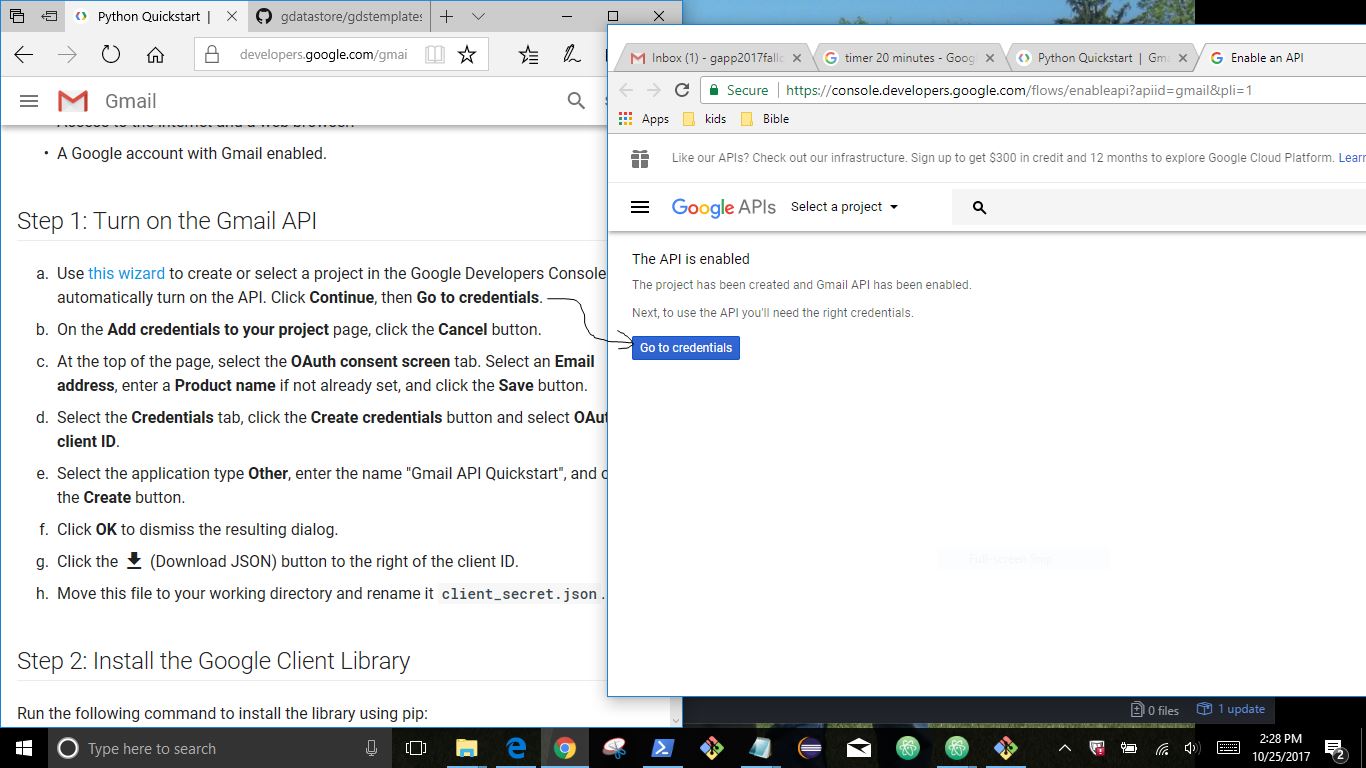 Python Quickstart |
gdatastore/gdstemplates
developers.google.com/gmai
Gmail
Access to the internet and a web browser.
• A Google account with Gmail enabled.
Step 1: Turn on the Gmail API
a. Use this wizard to create or select a project in the Google Developers Console
automatically turn on the API. Click Continue, then Go to credentials.
b. On the Add credentials to your project page, click the Cancel button.
c. At the top of the page, select the OAuth consent screen tab. Select an Email
address, enter a Product name if not already set, and click the Save button.
d. Select the Credentials tab, click the Create credentials button and select OAu
client ID.
e. Select the application type Other, enter the name "Gmail API Quickstart", and c
the Create button.
f. Click OK to dismiss the resulting dialog.
g. Click the (Download JSON) button to the right of the client ID.
h. Move this file to your working directory and rename it client_secret.json.
Step 2: Install the Google Client Library
Run the following command to install the library using pip:
Inbox (1) - gapp2017fall
timer 20 minutes - Goog
Python Quickstart | Gma
Enable an API
Secure
https://console.developers.google.com/flows/enableapi?apiid=gmail&pli=1
Apps
kids
Bible
Like our APIs? Check out our infrastructure. Sign up to get $300 in credit and 12 months to explore Google Cloud Platform. Learn
Google APIs
Select a project
The API is enabled
The project has been created and Gmail API has been enabled.
Next, to use the API you'll need the right credentials.
Go to credentials
Full-screen Snip
0 files
1 update
Type here to search
2:28 PM
10/25/2017
2